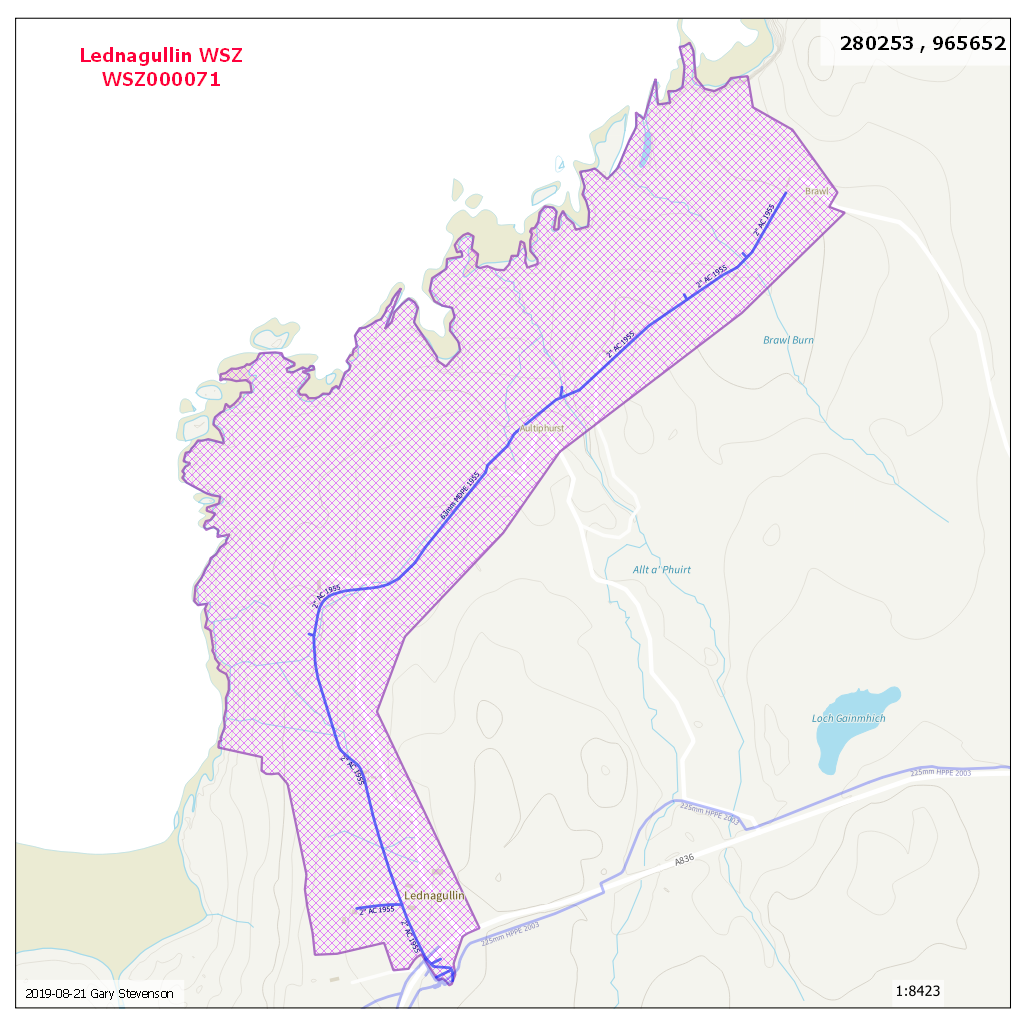 Lednagullin WSZ
WSZ000071
280253 , 965652
Brawl
2" AC 1955
2" AC 1955
2" AC 1955
Brawl Burn
Aultiphurst
63mm MDPE 1955
Allt a' Phuirt
2" AC 1955
Loch Gainmhich
2" AC 1955
225mm HPPE 2003
225mm HPPE 2003
A836
Lednagullin
2" AC 1955
2" AC 1955
225mm HPPE 2003
2019-08-21 Gary Stevenson
1:8423